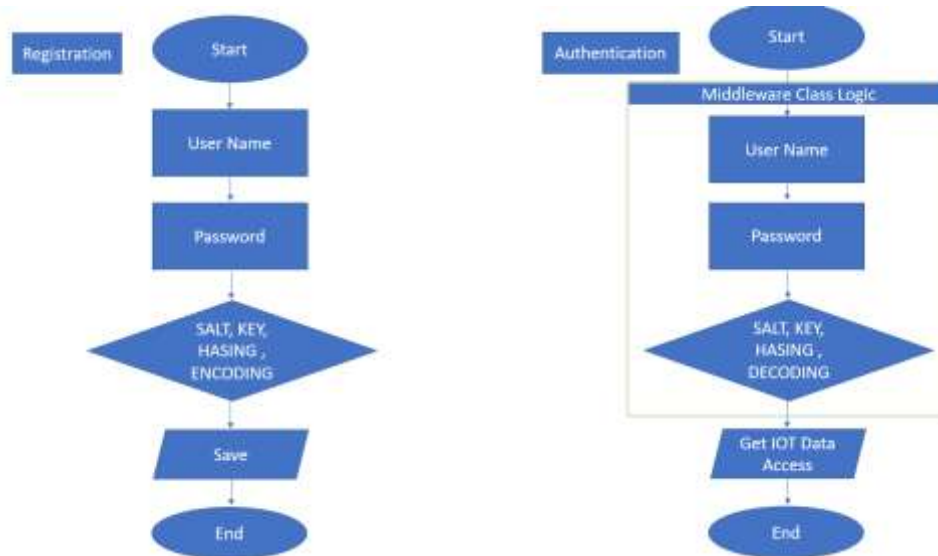 Registration
Start
User Name
Password
SALT, KEY,
HASING ,
ENCODING
Save
End
Authentication
Start
Middleware Class Logic
User Name
Password
SALT, KEY,
HASING ,
DECODING
Get IOT Data
Access
End